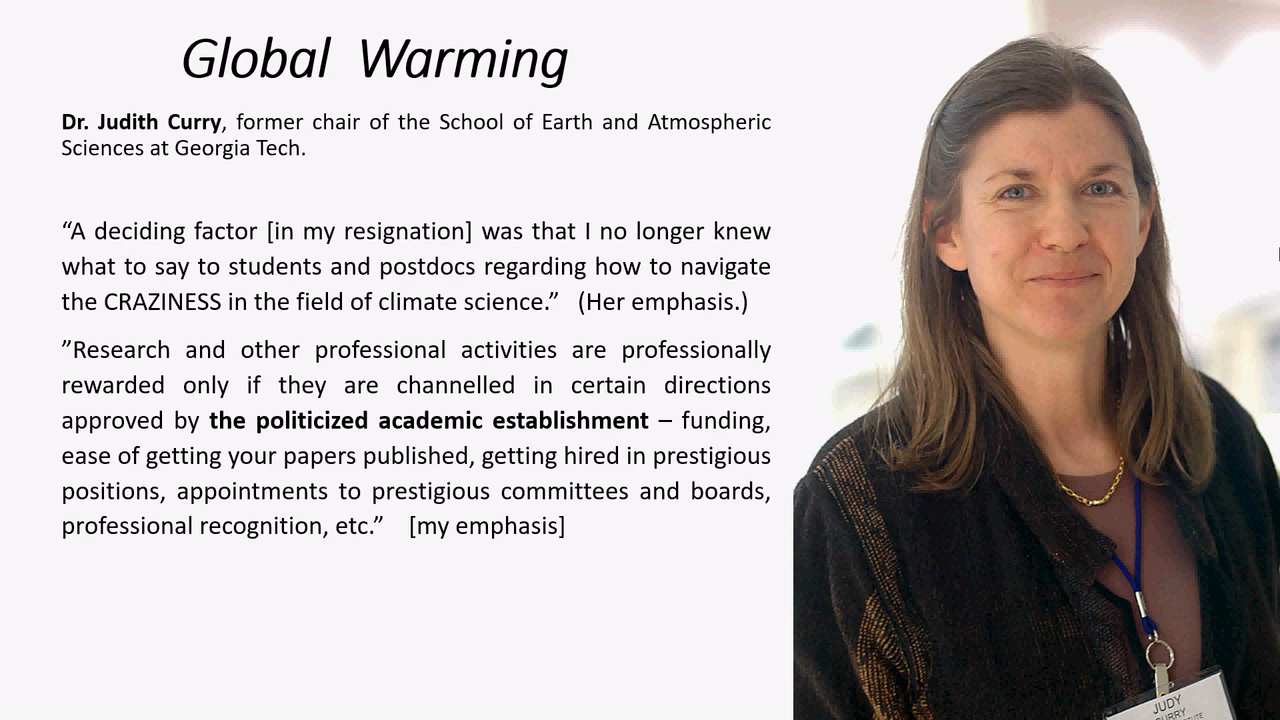 Global Warming
Dr. Judith Curry, former chair of the School of Earth and Atmospheric
Sciences at Georgia Tech.
“A deciding factor [in my resignation] was that I no longer knew
what to say to students and postdocs regarding how to navigate
the CRAZINESS in the field of climate science.” (Her emphasis.)
”Research and other professional activities are professionally
rewarded only if they are channelled in certain directions
approved by the politicized academic establishment – funding,
ease of getting your papers published, getting hired in prestigious
positions, appointments to prestigious committees and boards,
professional recognition, etc.” [my emphasis]
JUDY